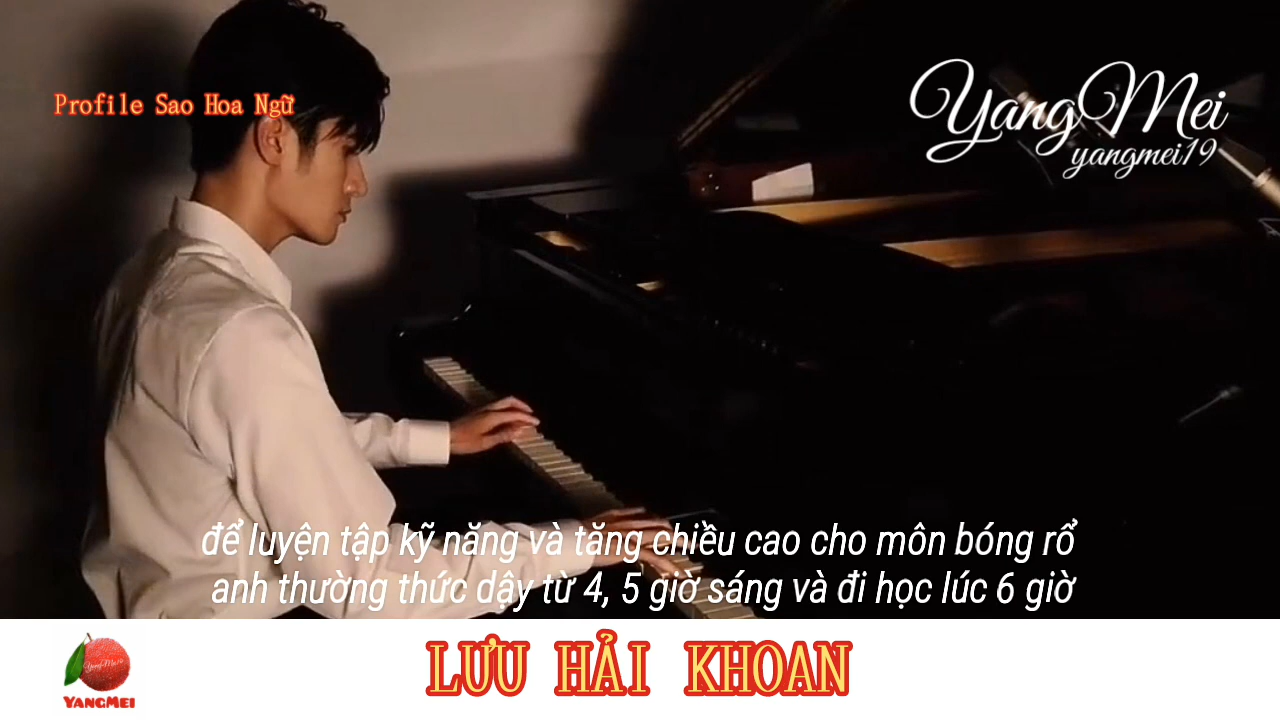 Profile Sao Hoa Ngữ
YangMei
yangmei19
để luyện tập kỹ năng và tăng chiều cao cho môn bóng rổ
anh thường thức dậy từ 4, 5 giờ sáng và đi học lúc 6 giờ
YangMei19
YANGMEI
LƯU HẢI KHOAN